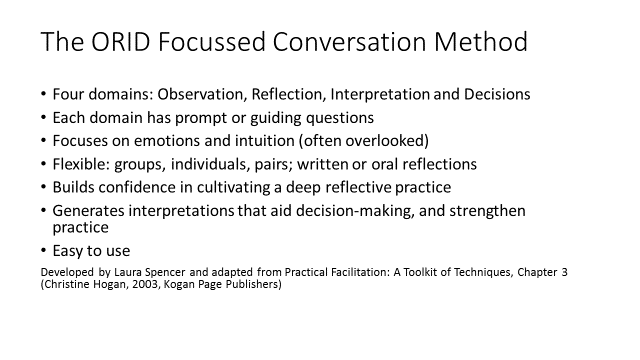 The ORID Focussed Conversation Method
• Four domains: Observation, Reflection, Interpretation and Decisions
• Each domain has prompt or guiding questions
• Focuses on emotions and intuition (often overlooked)
• Flexible: groups, individuals, pairs; written or oral reflections
• Builds confidence in cultivating a deep reflective practice
• Generates interpretations that aid decision-making, and strengthen
practice
• Easy to use
Developed by Laura Spencer and adapted from Practical Facilitation: A Toolkit of Techniques, Chapter 3
(Christine Hogan, 2003, Kogan Page Publishers)